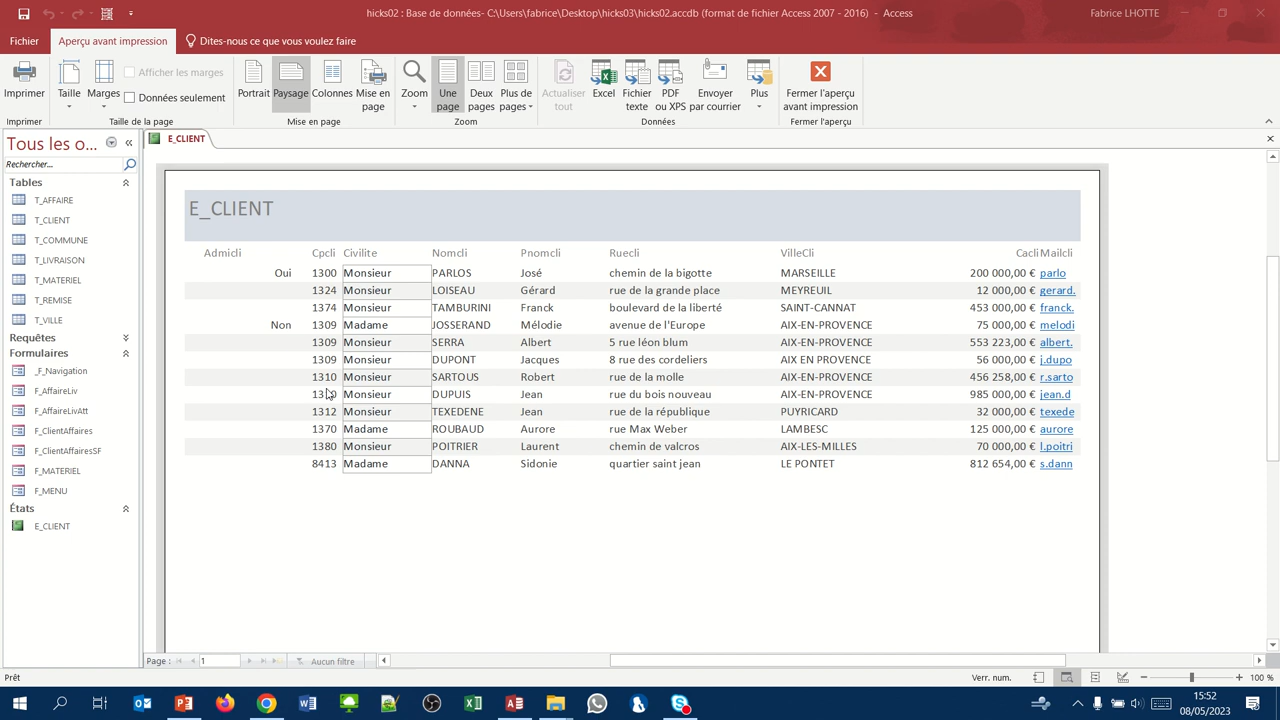 hicks02 : Base de données- C:\Users\fabrice\Desktop\hicks03\hicks02.accdb (format de fichier Access 2007 - 2016) - Access
Fabrice LHOTTE
Fichier Aperçu avant impression Dites-nous ce que vous voulez faire
Imprimer Taille Marges Afficher les marges Données seulement Portrait Paysage Colonnes Mise en page Zoom Une page Deux pages Plus de pages Actualiser tout Excel Fichier texte PDF ou XPS Envoyer par courrier Plus Fermer l'aperçu avant impression
Imprimer Taille de la page Mise en page Zoom Données Fermer l'aperçu
Tous les o...
E_CLIENT
Rechercher...
Tables
T_AFFAIRE
T_CLIENT
T_COMMUNE
T_LIVRAISON
T_MATERIEL
T_REMISE
T_VILLE
Requêtes
Formulaires
_F_Navigation
F_AffaireLiv
F_AffaireLivAtt
F_ClientAffaires
F_ClientAffairesSF
F_MATERIEL
F_MENU
États
E_CLIENT
E_CLIENT
Admicli Cpcli Civilite Nomcli Pnomcli Ruecli VilleCli Cacli Mailcli
Oui 1300 Monsieur PARLOS José chemin de la bigotte MARSEILLE 200 000,00 € parlo
1324 Monsieur LOISEAU Gérard rue de la grande place MEYREUIL 12 000,00 € gerard.
1374 Monsieur TAMBURINI Franck boulevard de la liberté SAINT-CANNAT 453 000,00 € franck.
Non 1309 Madame JOSSERAND Mélodie avenue de l'Europe AIX-EN-PROVENCE 75 000,00 € melodi
1309 Monsieur SERRA Albert 5 rue léon blum AIX-EN-PROVENCE 553 223,00 € albert.
1309 Monsieur DUPONT Jacques 8 rue des cordeliers AIX EN PROVENCE 56 000,00 € j.dupo
1310 Monsieur SARTOUS Robert rue de la molle AIX-EN-PROVENCE 456 258,00 € r.sarto
Monsieur DUPUIS Jean rue du bois nouveau AIX-EN-PROVENCE 985 000,00 € jean.d
1312 Monsieur TEXEDENE Jean rue de la république PUYRICARD 32 000,00 € texede
1370 Madame ROUBAUD Aurore rue Max Weber LAMBESC 125 000,00 € aurore
1380 Monsieur POITRIER Laurent chemin de valcros AIX-LES-MILLES 70 000,00 € l.poitri
8413 Madame DANNA Sidonie quartier saint jean LE PONTET 812 654,00 € s.dann
Page : 1 Aucun filtre
Prêt Verr. num. 100 %
15:52
08/05/2023